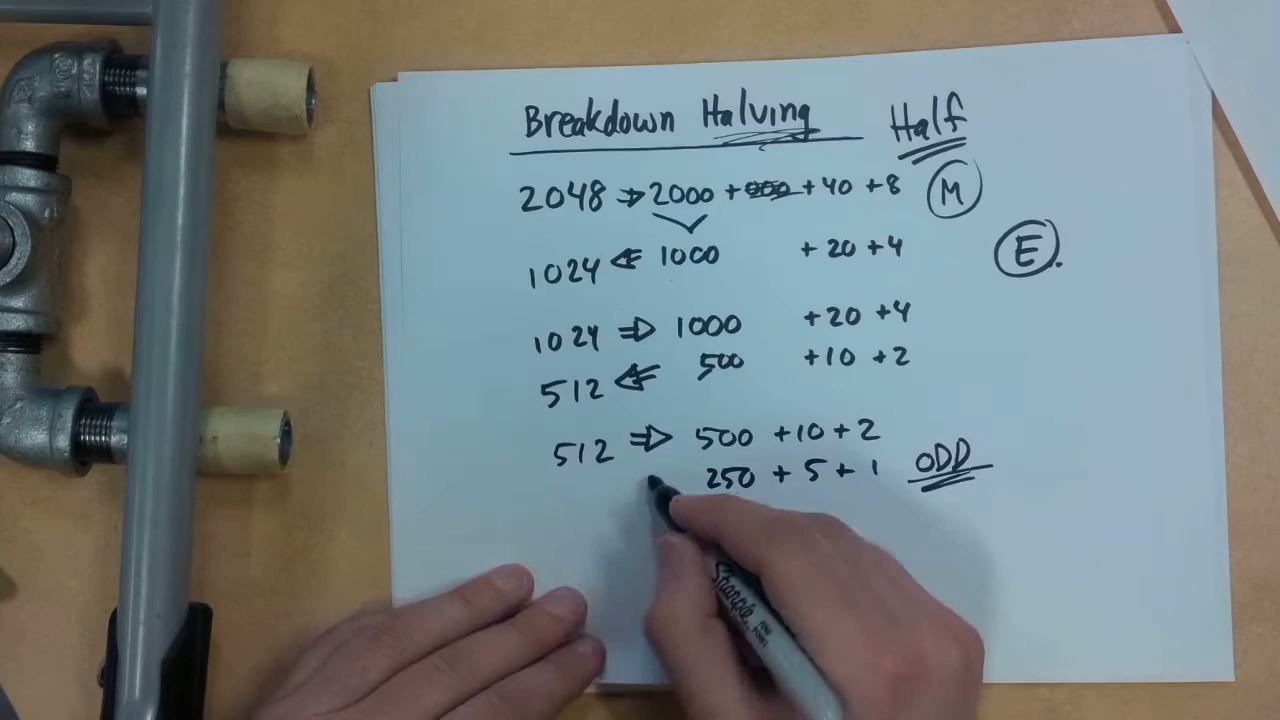 Breakdown Halving Half
2048 ⇒ 2000 + 000 + 40 + 8 M
1024 ⇐ 1000 + 20 + 4 E.
1024 ⇒ 1000 + 20 + 4
512 ⇐ 500 + 10 + 2
512 ⇒ 500 + 10 + 2
250 + 5 + 1 ODD
Sharpie